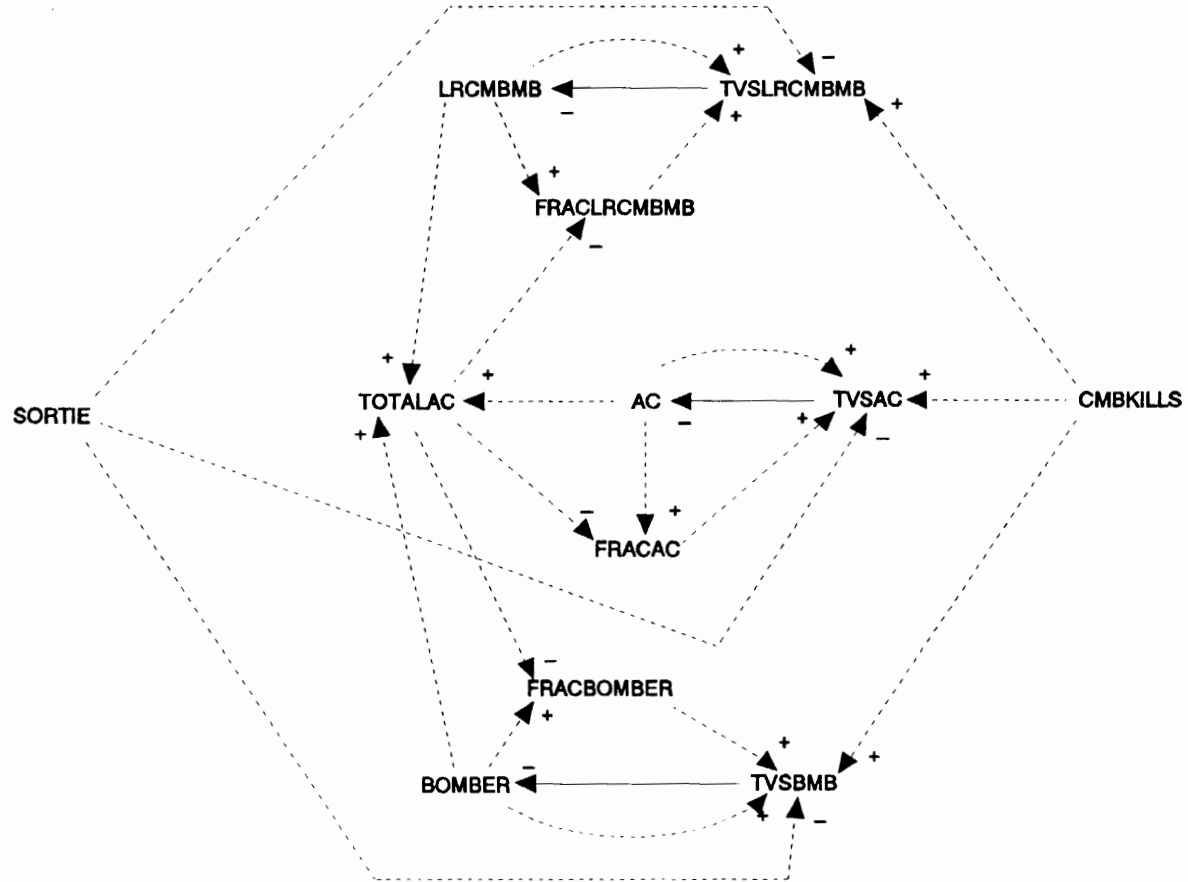 +
−
LRCMBMB
TVSLRCMBMB
+
−
+
+
FRACLRCMBMB
−
+
+
+
+
SORTIE
TOTALAC
AC
TVSAC
CMBKILLS
+
−
+
−
−
+
FRACAC
−
FRACBOMBER
+
+
+
−
BOMBER
TVSBMB
+
−